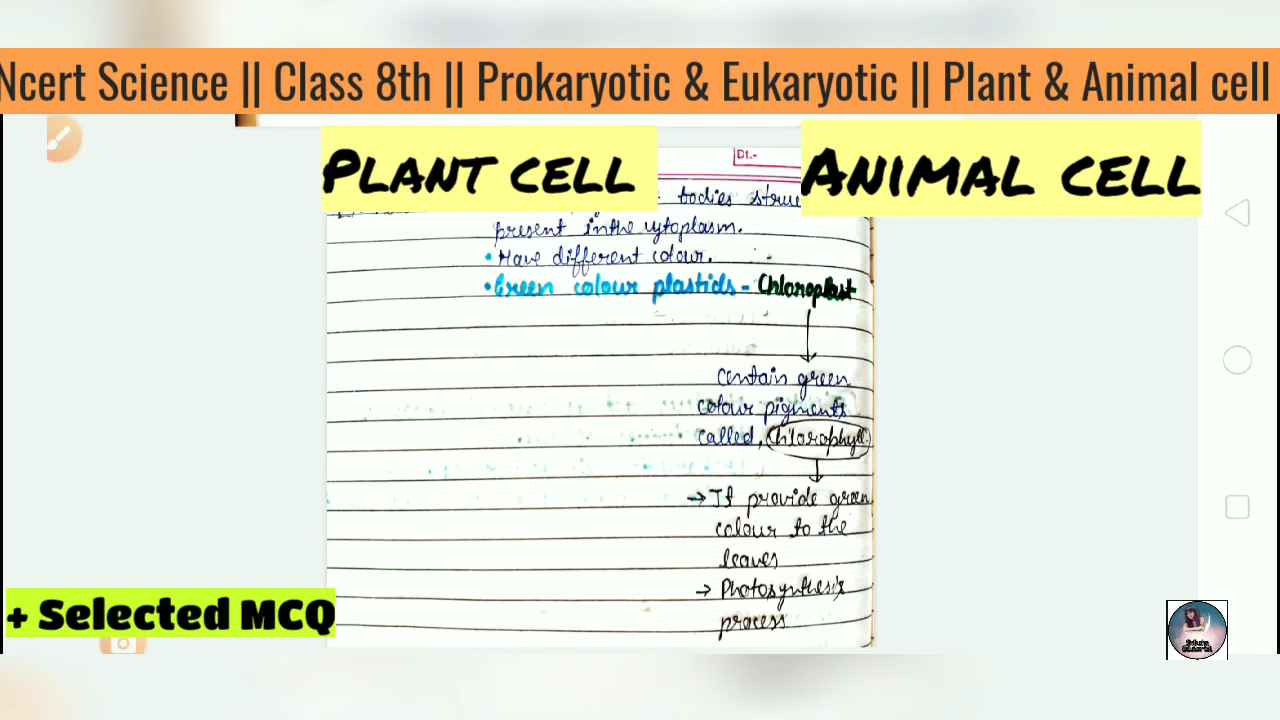 Ncert Science || Class 8th || Prokaryotic & Eukaryotic || Plant & Animal cell
PLANT CELL
Dt.-
ANIMAL CELL
bodies struc
present in the cytoplasm.
• Have different colour.
• Green colour plastids - Chloroplast
Contain green
colour pigments
called, Chlorophyll
→ It provide green
colour to the
leaves
→ Photosynthesis
process
+ Selected MCQ